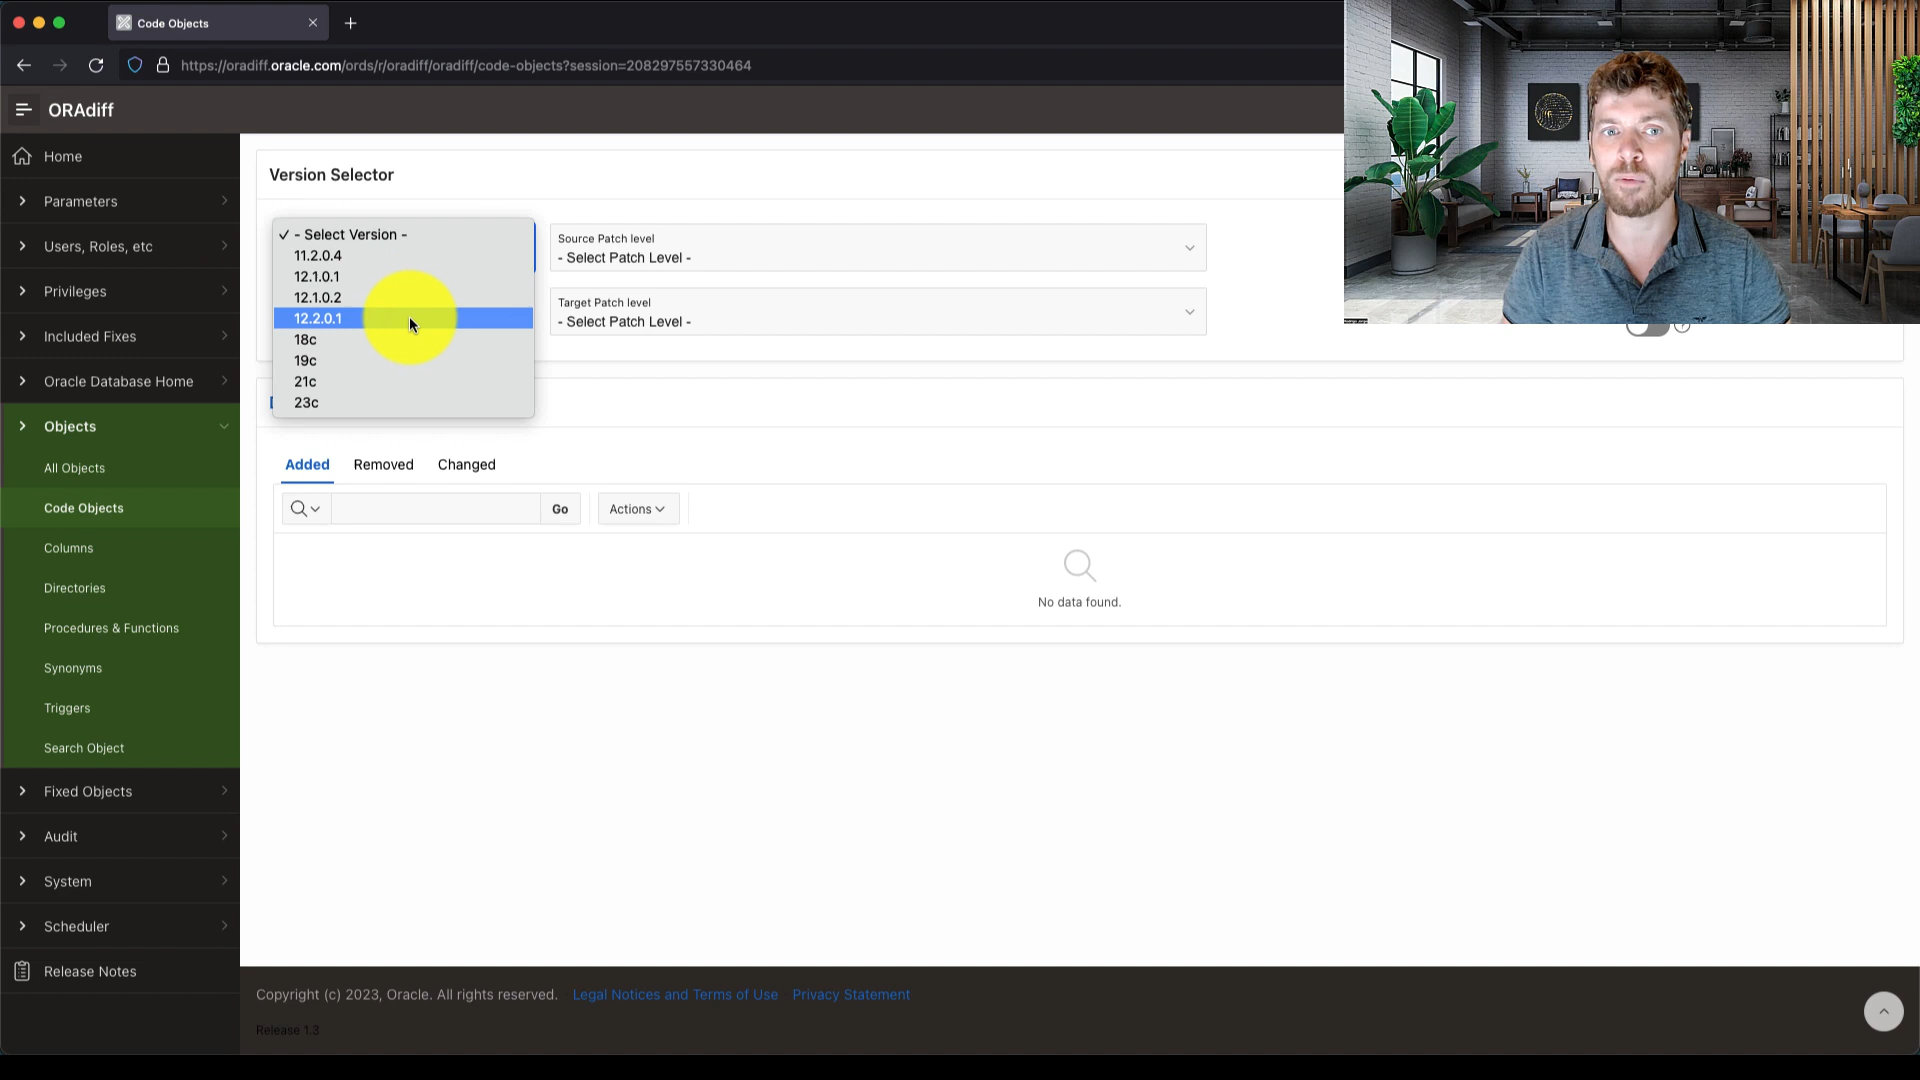 Code Objects
https://oradiff.oracle.com/ords/r/oradiff/oradiff/code-objects?session=208297557330464
ORAdiff
Home
Parameters
Users, Roles, etc
Privileges
Included Fixes
Oracle Database Home
Objects
All Objects
Code Objects
Columns
Directories
Procedures & Functions
Synonyms
Triggers
Search Object
Fixed Objects
Audit
System
Scheduler
Release Notes
Version Selector
- Select Version -
11.2.0.4
12.1.0.1
12.1.0.2
12.2.0.1
18c
19c
21c
23c
Source Patch level
- Select Patch Level -
Target Patch level
- Select Patch Level -
Added Removed Changed
Go Actions
No data found.
Copyright (c) 2023, Oracle. All rights reserved. Legal Notices and Terms of Use Privacy Statement
Release 1.3